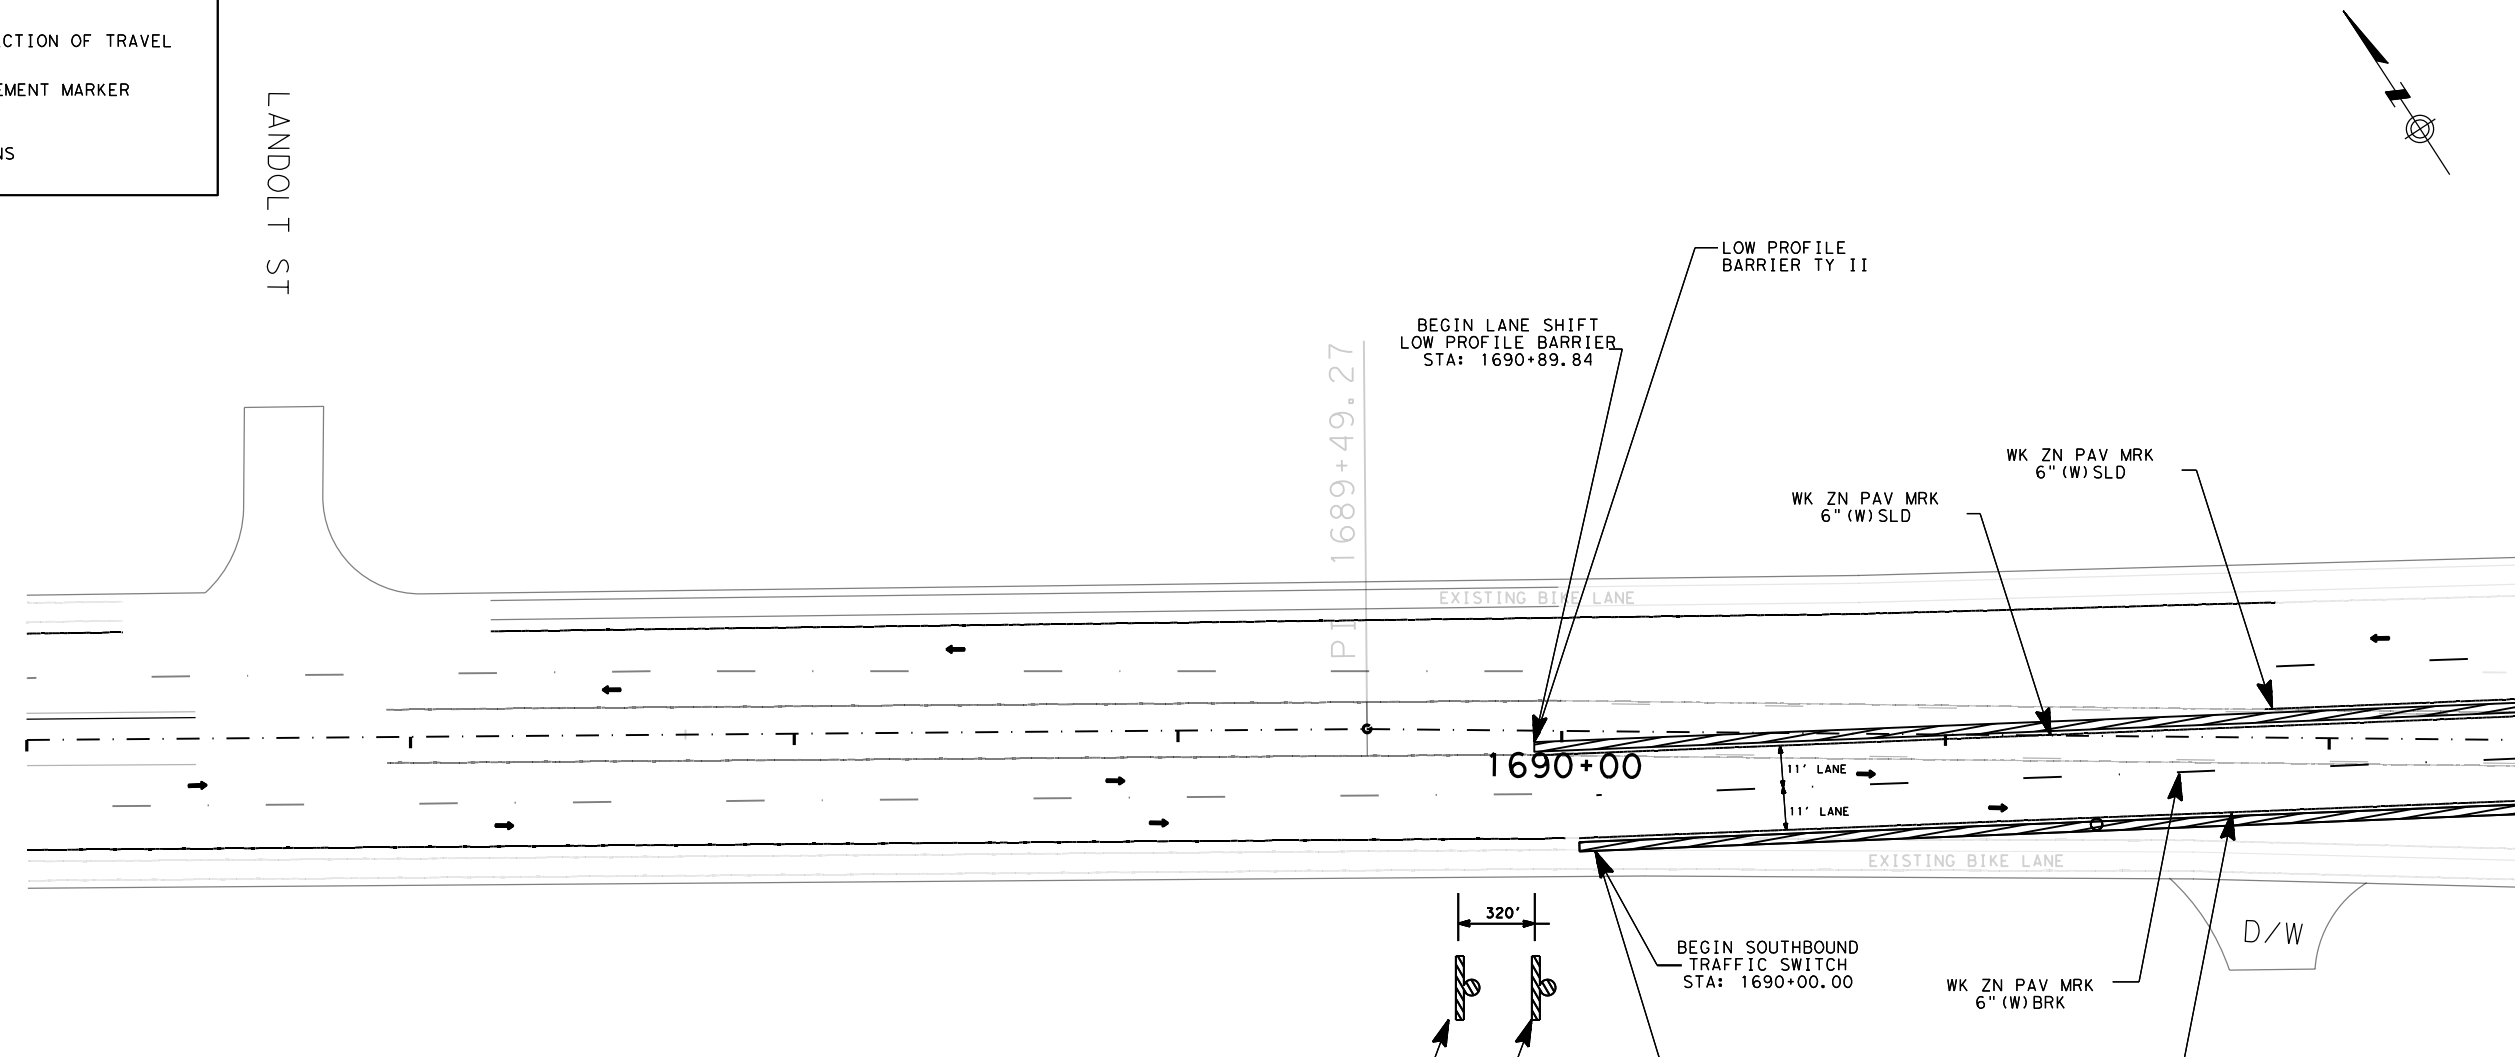 CTION OF TRAVEL
EMENT MARKER
NS
LANDOLT ST
LOW PROFILE
BARRIER TY II
BEGIN LANE SHIFT
LOW PROFILE BARRIER
STA: 1690+89.84
PI 1689+49.27
WK ZN PAV MRK
6"(W)SLD
WK ZN PAV MRK
6"(W)SLD
EXISTING BIKE LANE
1690+00
11' LANE
11' LANE
EXISTING BIKE LANE
320'
D/W
BEGIN SOUTHBOUND
TRAFFIC SWITCH
STA: 1690+00.00
WK ZN PAV MRK
6"(W)BRK